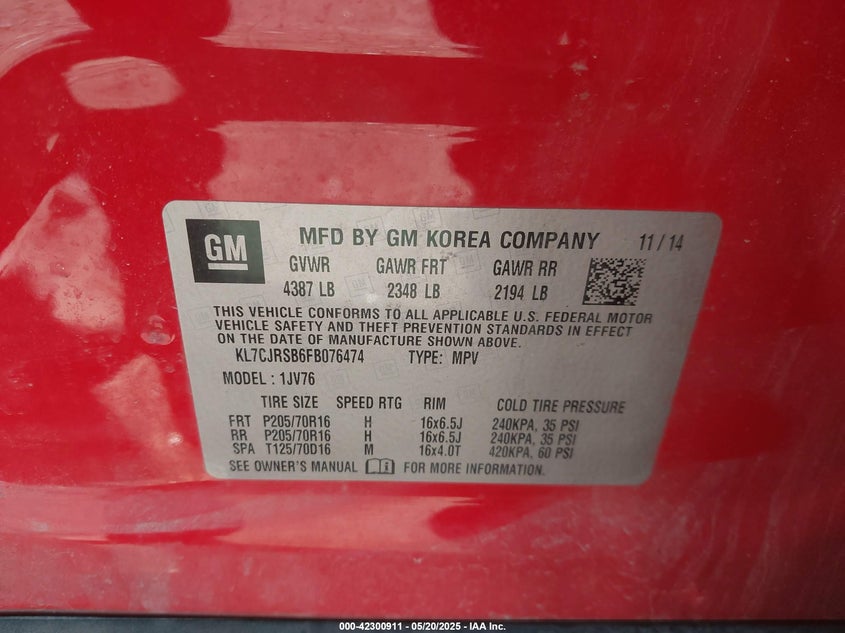 GM MFD BY GM KOREA COMPANY 11/14
GVWR GAWR FRT GAWR RR
4387 LB 2348 LB 2194 LB
THIS VEHICLE CONFORMS TO ALL APPLICABLE U.S. FEDERAL MOTOR
VEHICLE SAFETY AND THEFT PREVENTION STANDARDS IN EFFECT
ON THE DATE OF MANUFACTURE SHOWN ABOVE.
KL7CJRSB6FB076474 TYPE: MPV
MODEL: 1JV76
TIRE SIZE SPEED RTG RIM COLD TIRE PRESSURE
FRT P205/70R16 H 16x6.5J 240KPA, 35 PSI
RR P205/70R16 H 16x6.5J 240KPA, 35 PSI
SPA T125/70D16 M 16x4.0T 420KPA, 60 PSI
SEE OWNER'S MANUAL FOR MORE INFORMATION.
000-42300911 - 05/20/2025 - IAA Inc.